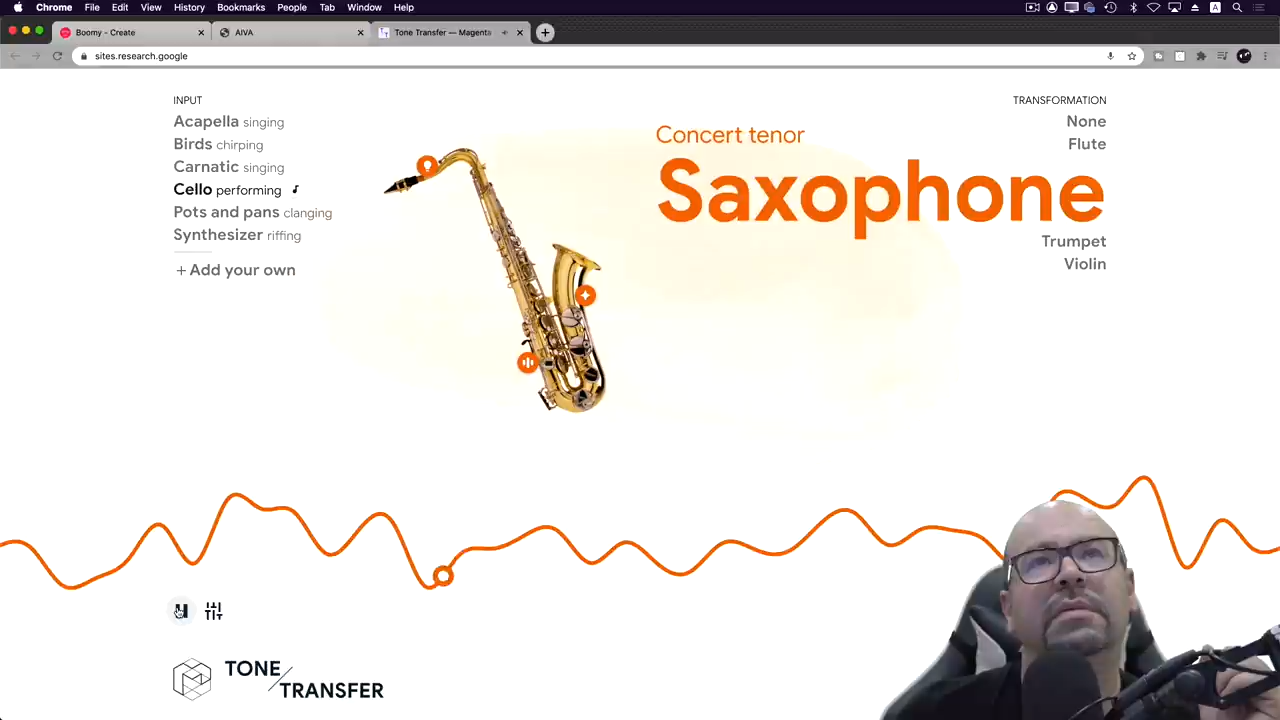 Chrome File Edit View History Bookmarks People Tab Window Help
Boomy - Create
AIVA
Tone Transfer — Magenta
sites.research.google
INPUT
Acapella singing
Birds chirping
Carnatic singing
Cello performing
Pots and pans clanging
Synthesizer riffing
+ Add your own
Concert tenor
Saxophone
TRANSFORMATION
None
Flute
Trumpet
Violin
TONE
TRANSFER